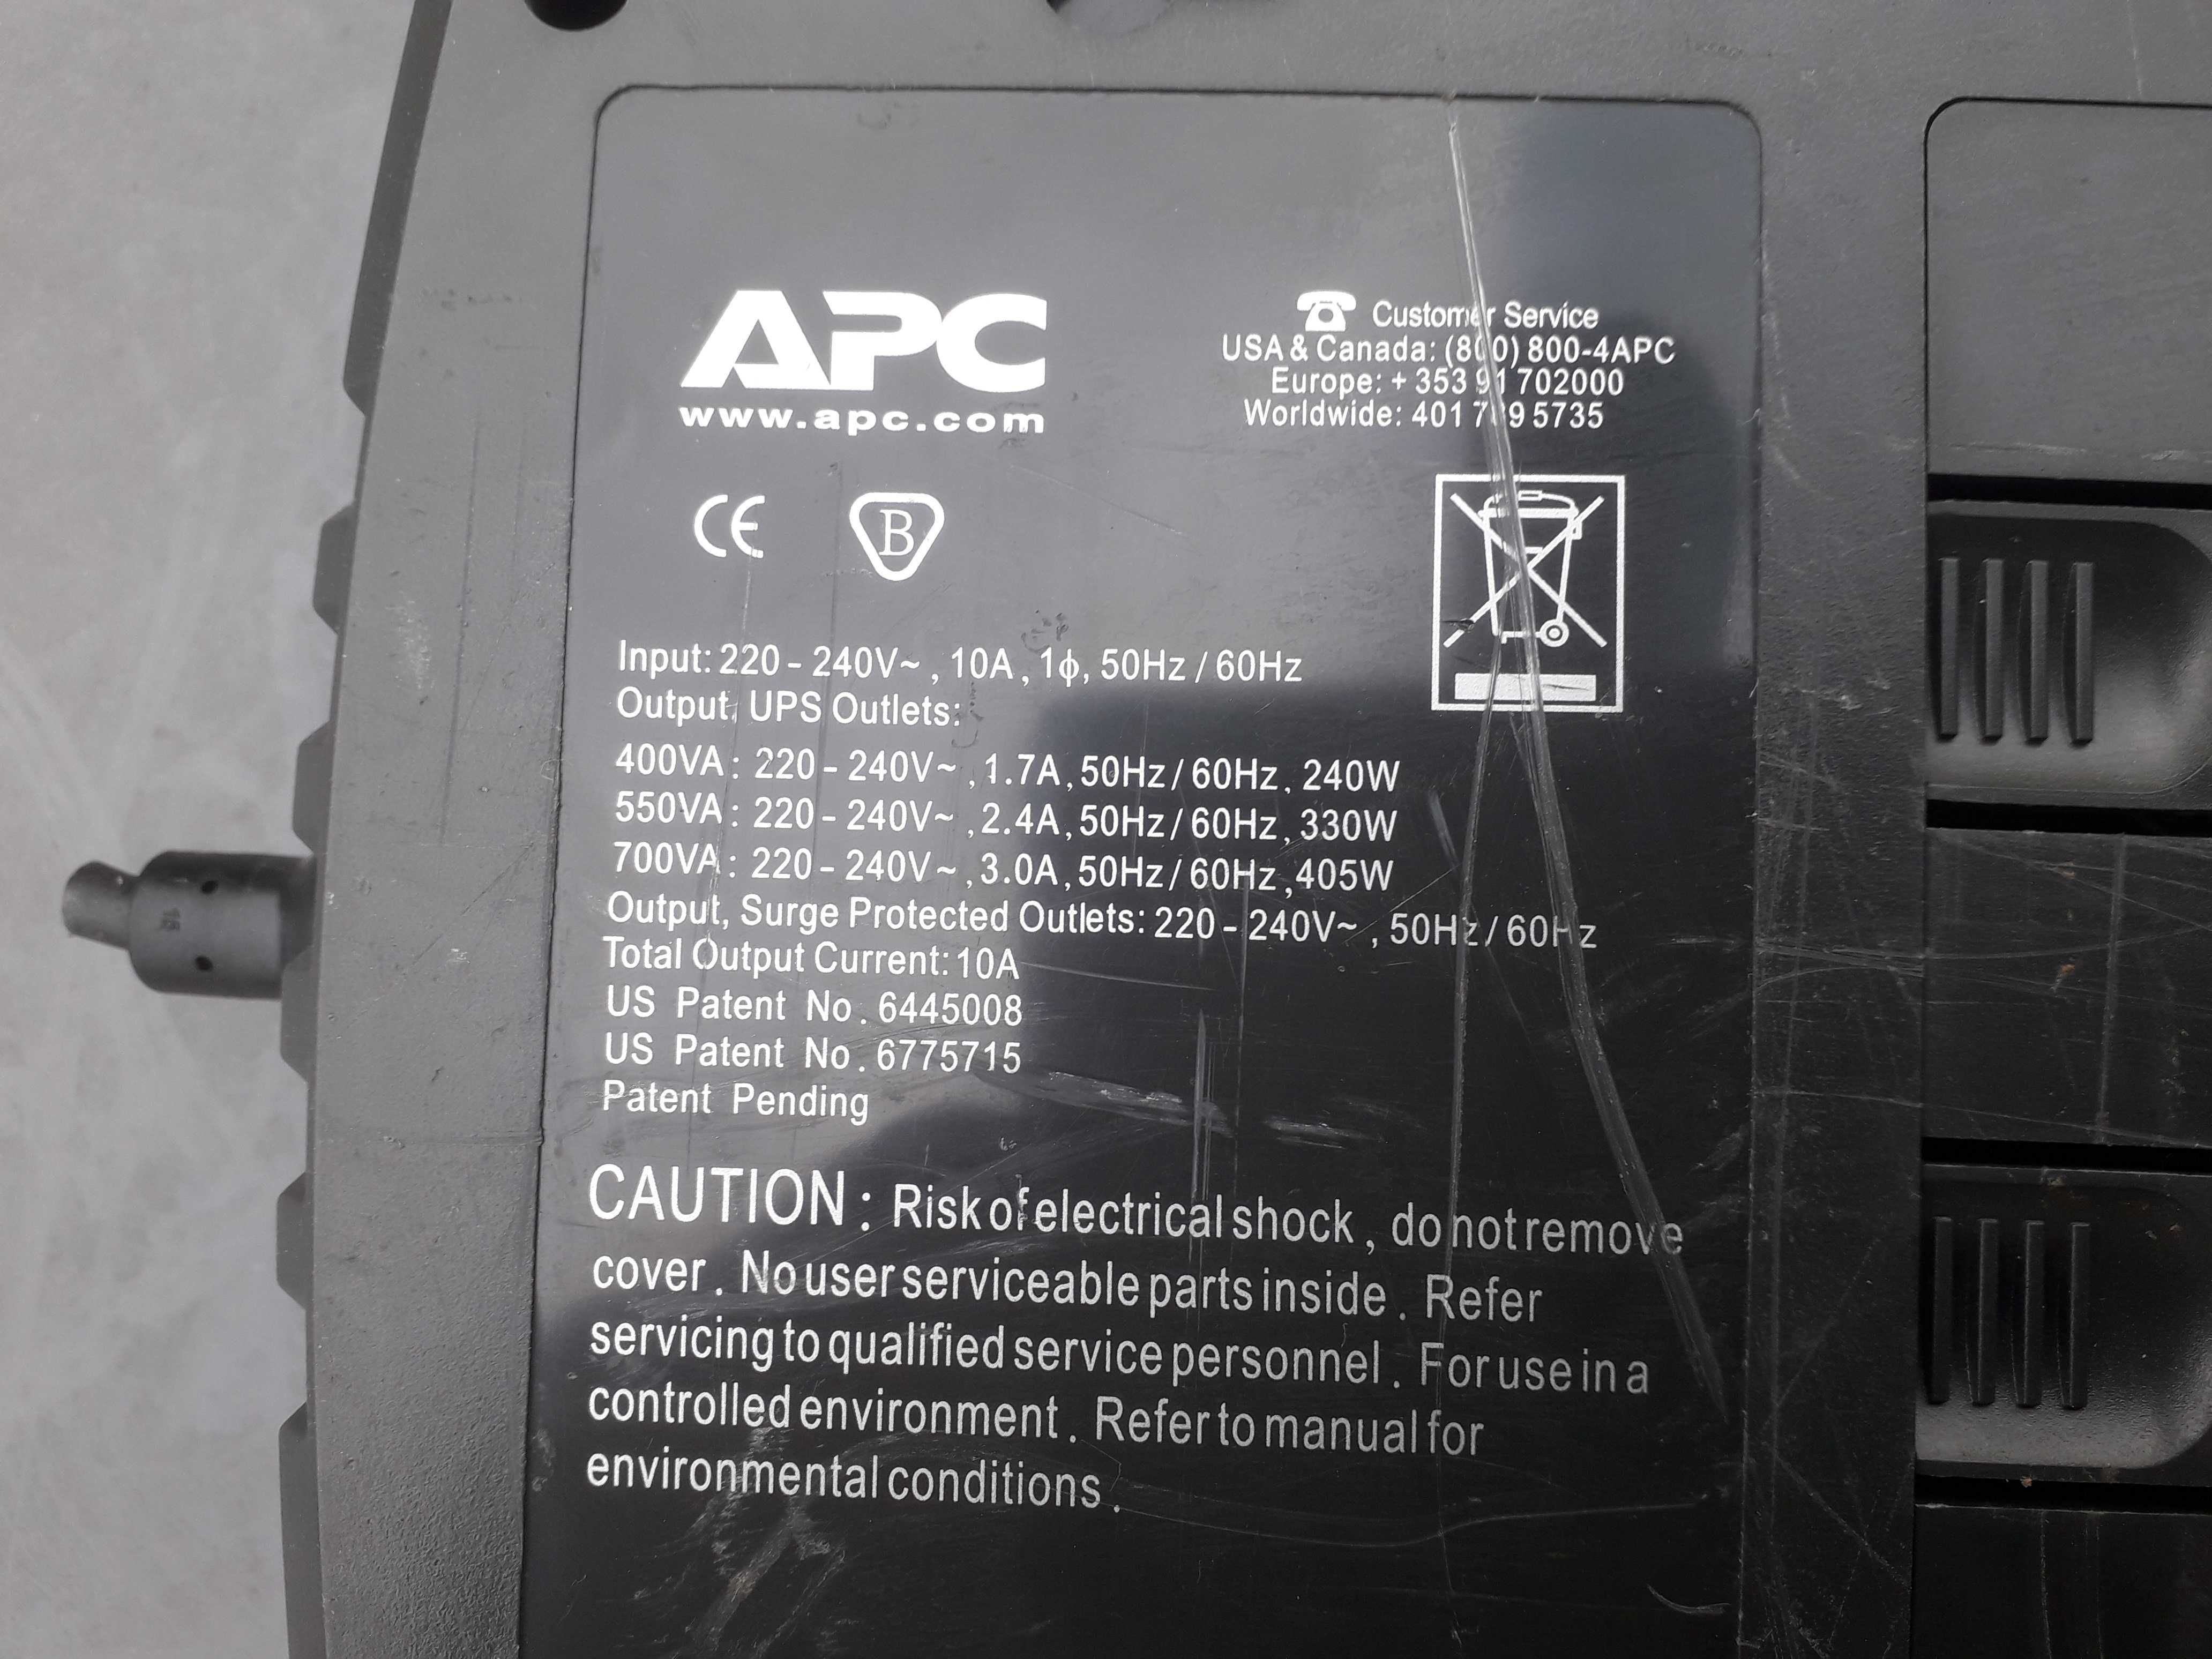 APC
www.apc.com
Customer Service
USA & Canada: (800) 800-4APC
Europe: + 353 91 702000
Worldwide: 401 789 5735
CE
B
Input: 220 - 240V~ , 10A , 1ϕ, 50Hz / 60Hz
Output, UPS Outlets:
400VA : 220 - 240V~ , 1.7A , 50Hz / 60Hz , 240W
550VA : 220 - 240V~ , 2.4A , 50Hz / 60Hz , 330W
700VA : 220 - 240V~ , 3.0A , 50Hz / 60Hz , 405W
Output, Surge Protected Outlets: 220 - 240V~ , 50Hz / 60Hz
Total Output Current: 10A
US Patent No. 6445008
US Patent No. 6775715
Patent Pending
CAUTION : Risk of electrical shock , do not remove
cover . No user serviceable parts inside . Refer
servicing to qualified service personnel . For use in a
controlled environment . Refer to manual for
environmental conditions .